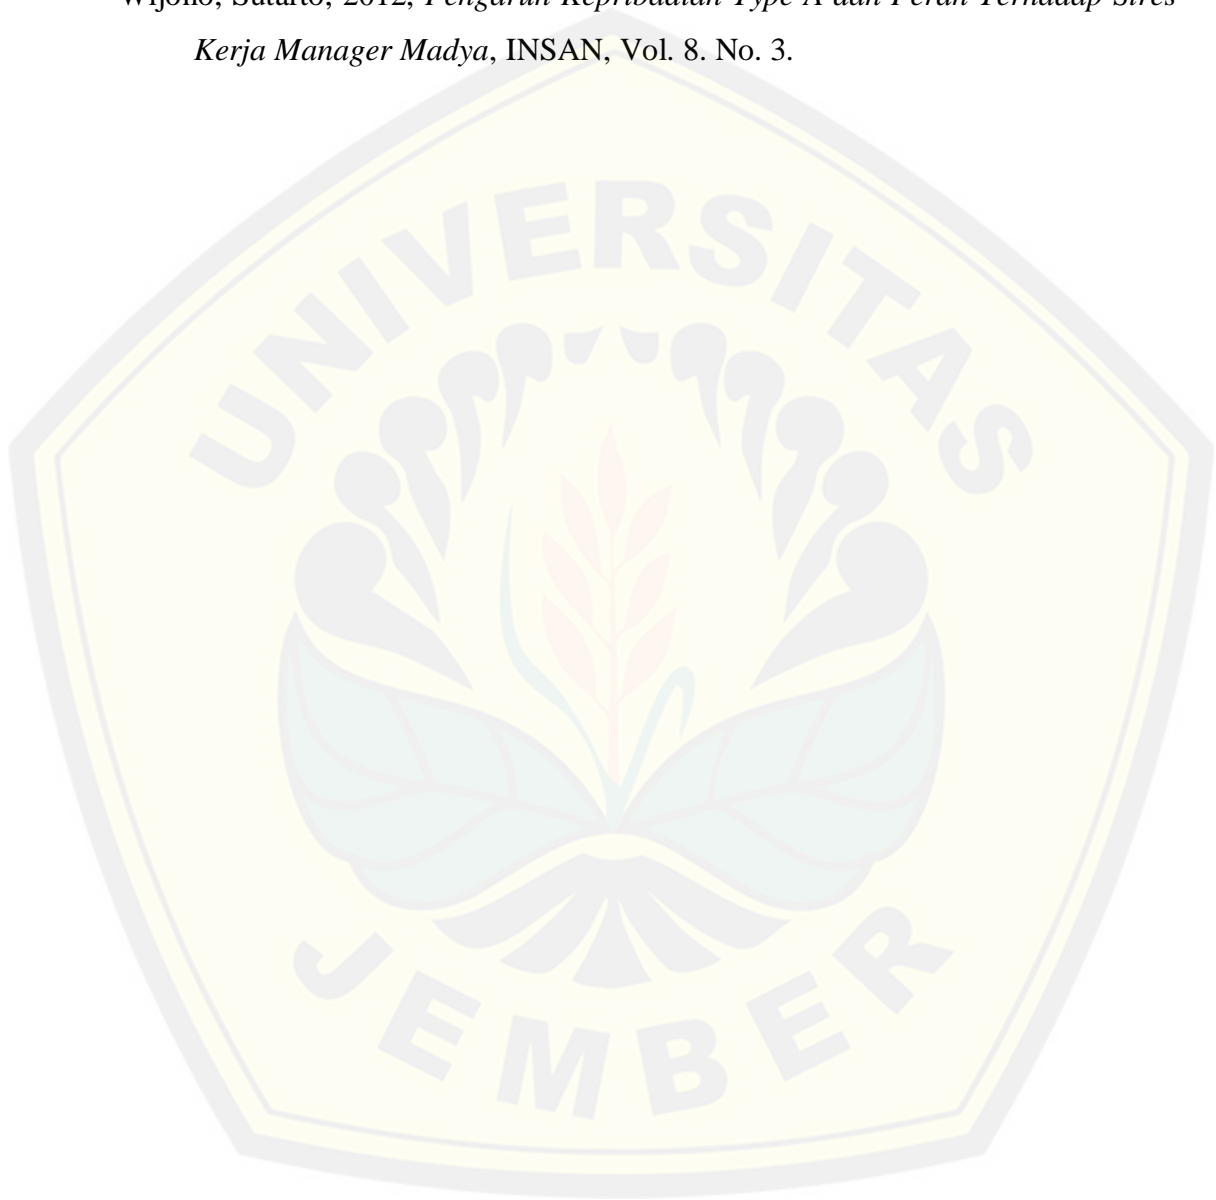 Wijono, Sutarto, 2012, Pengaruh Kepribadian Type A dan Peran Terhadap Stres
Kerja Manager Madya, INSAN, Vol. 8. No. 3.
UNIVERSITAS
JEMBER